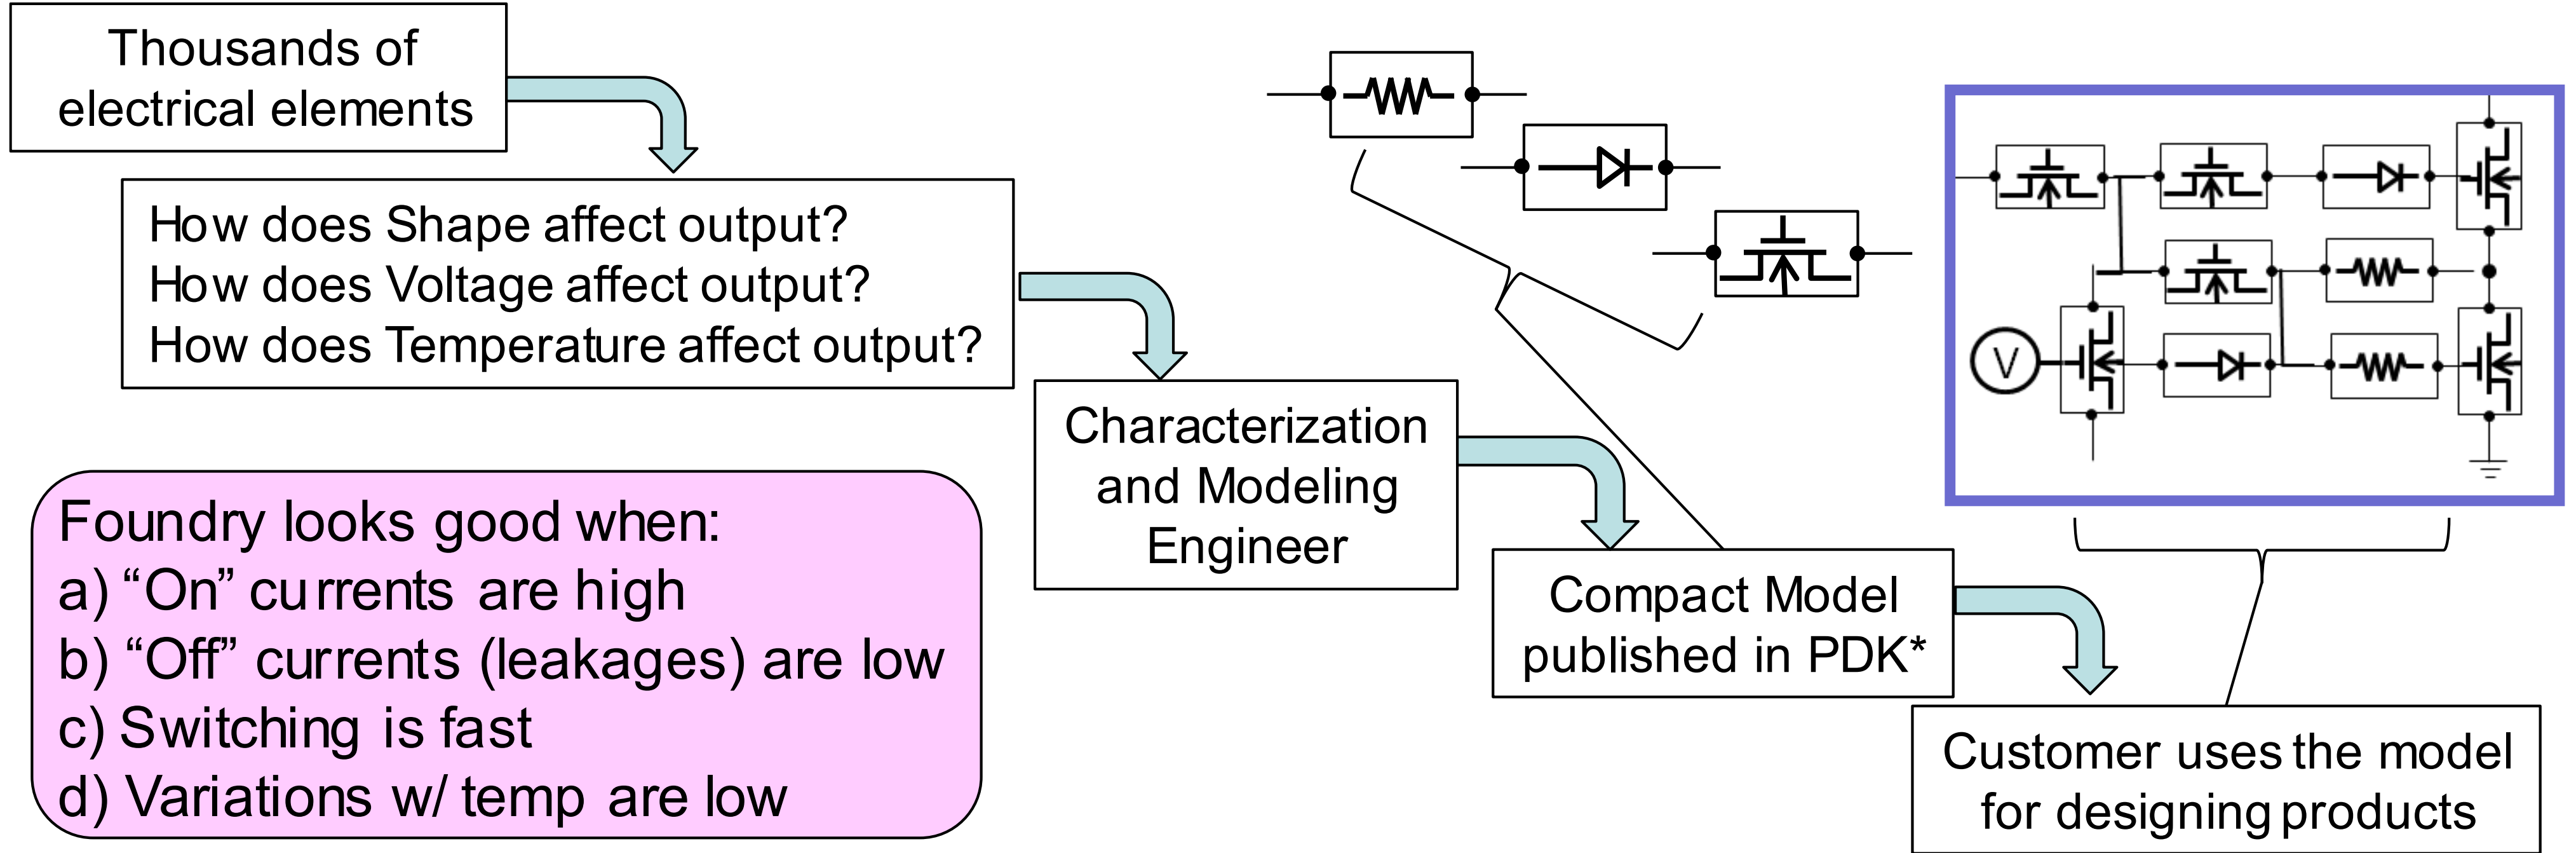 Thousands of
electrical elements
How does Shape affect output?
How does Voltage affect output?
How does Temperature affect output?
Characterization
and Modeling
Engineer
Compact Model
published in PDK*
Customer uses the model
for designing products
Foundry looks good when:
a) “On” currents are high
b) “Off” currents (leakages) are low
c) Switching is fast
d) Variations w/ temp are low
V